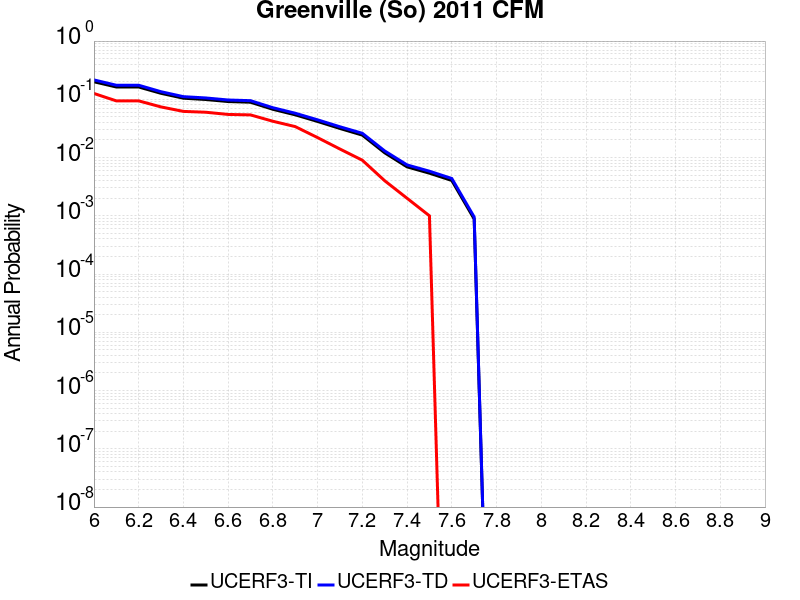 Greenville (So) 2011 CFM
10^0
10^-1
10^-2
10^-3
10^-4
10^-5
10^-6
10^-7
10^-8
Annual Probability
6 6.2 6.4 6.6 6.8 7 7.2 7.4 7.6 7.8 8 8.2 8.4 8.6 8.8 9
Magnitude
UCERF3-TI UCERF3-TD UCERF3-ETAS